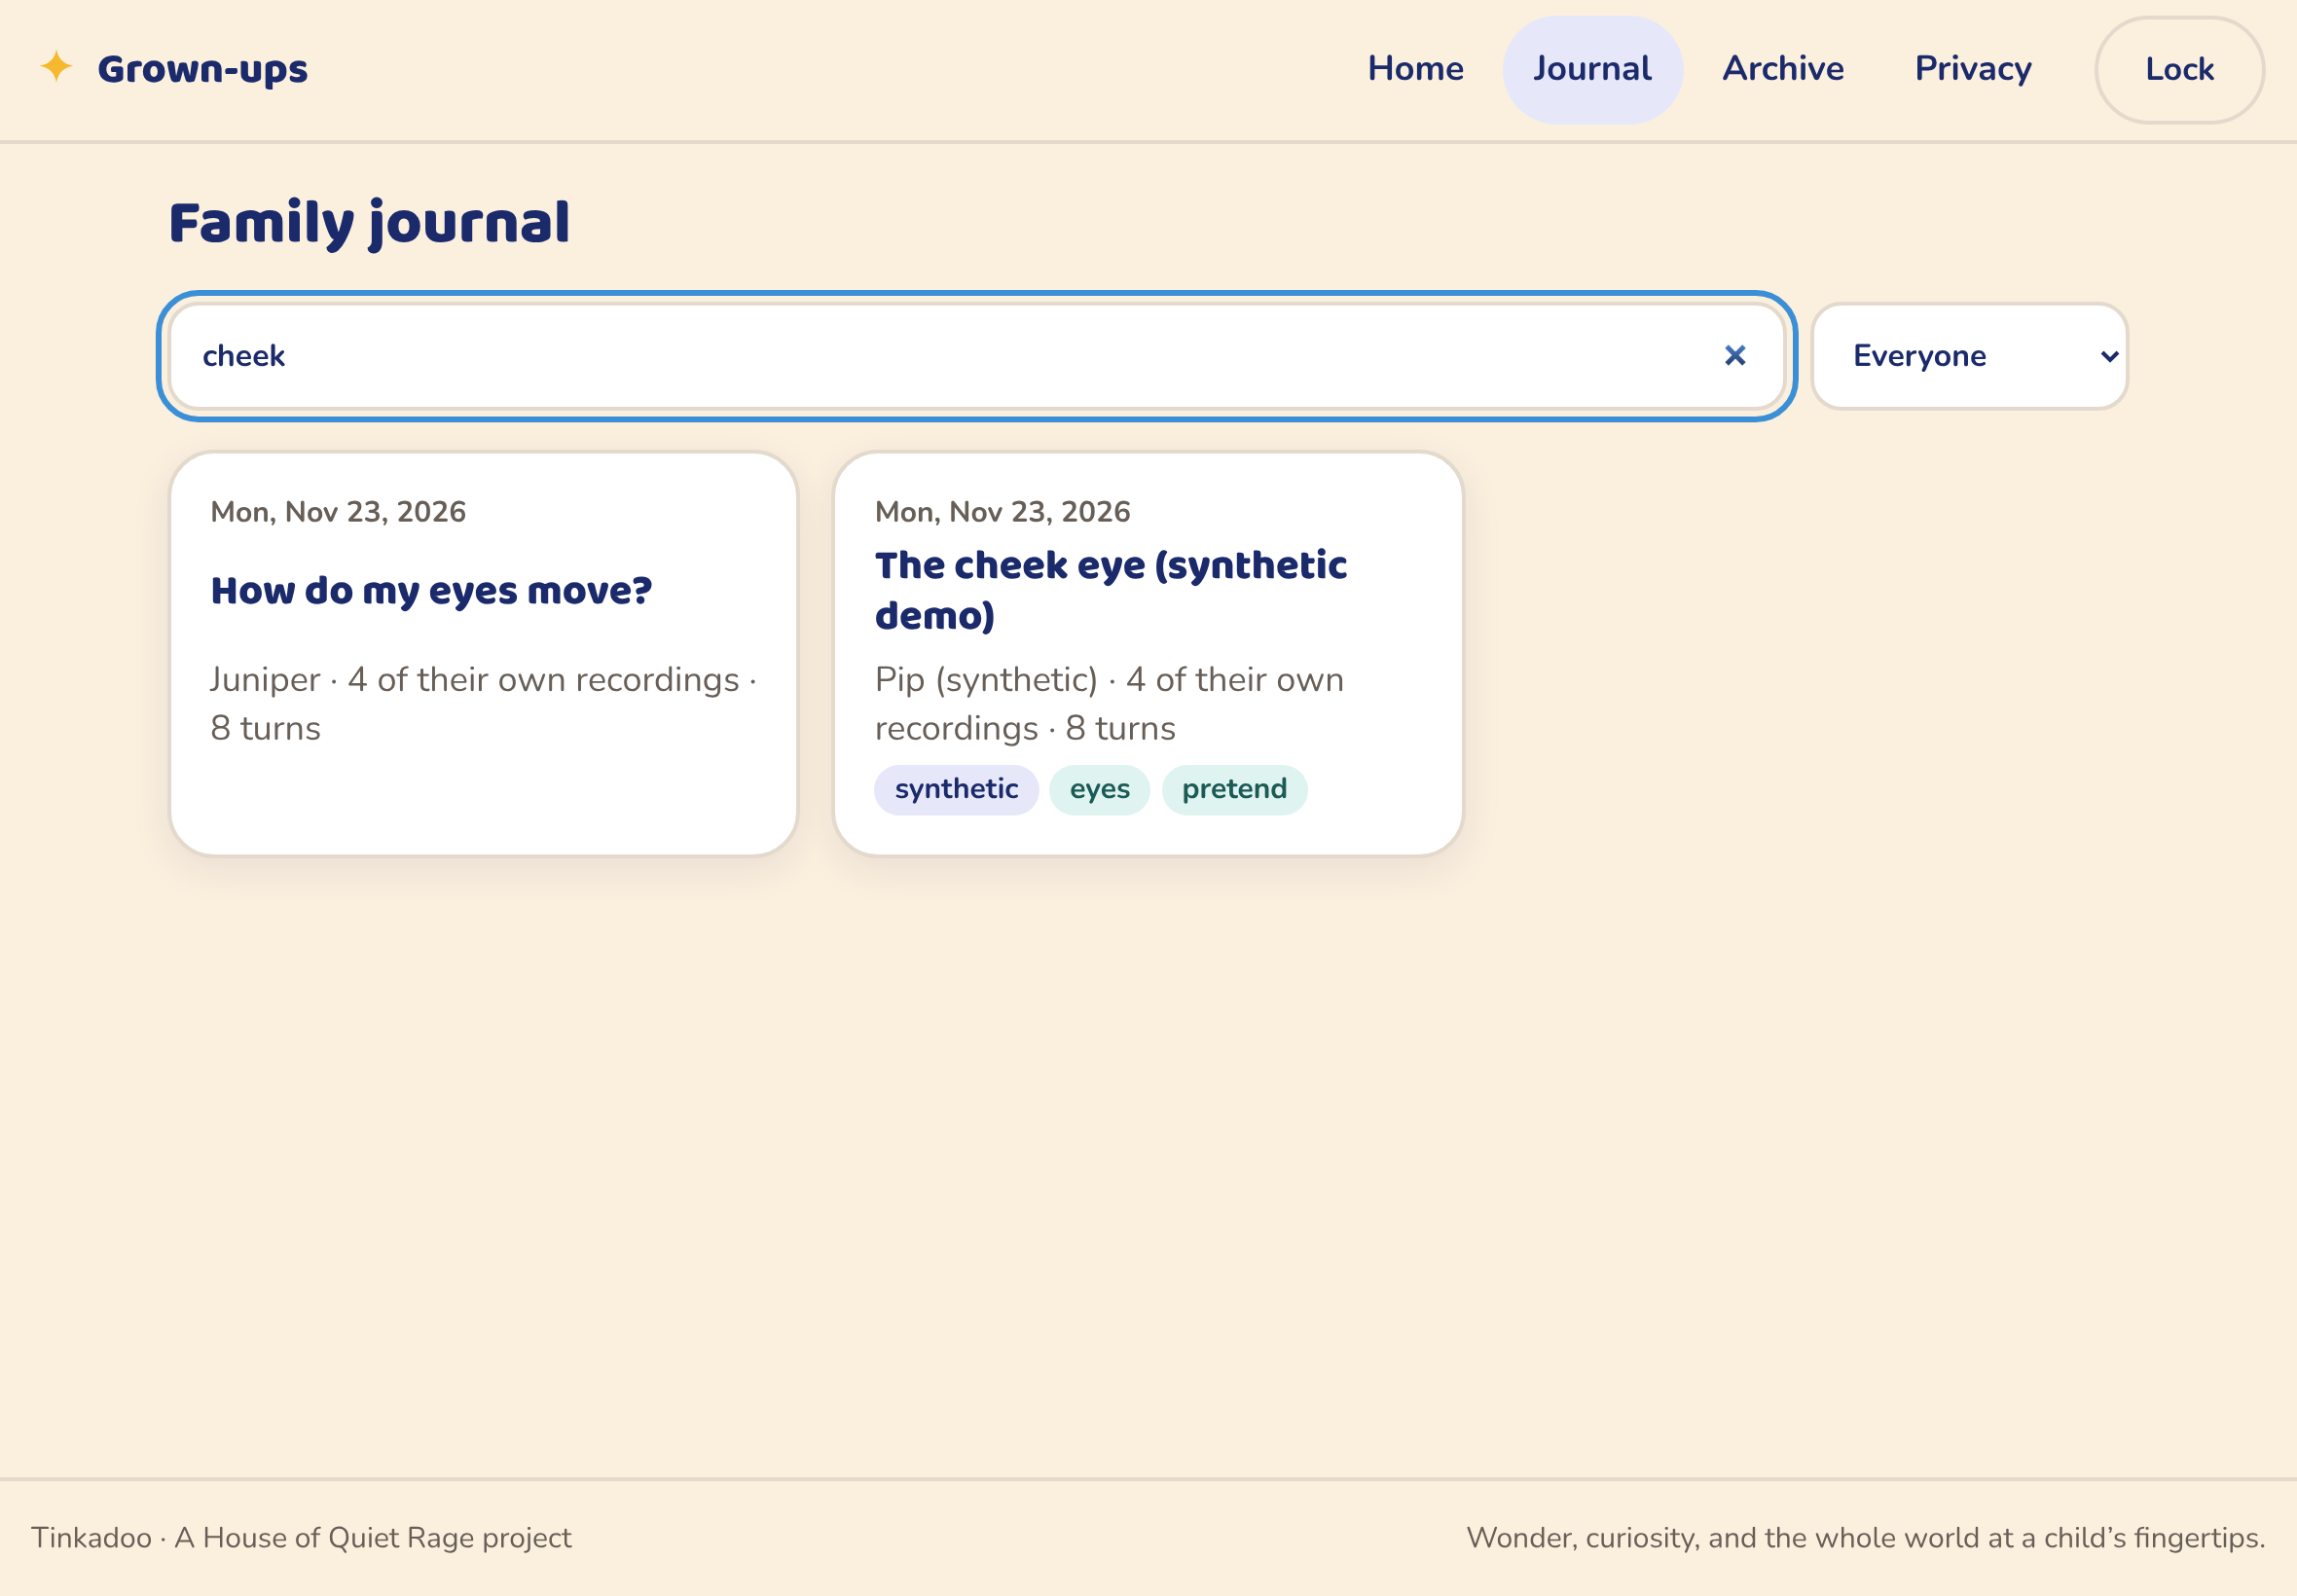 Grown-ups
Home
Journal
Archive
Privacy
Lock
Family journal
cheek
Everyone
Mon, Nov 23, 2026
How do my eyes move?
Juniper · 4 of their own recordings ·
8 turns
Mon, Nov 23, 2026
The cheek eye (synthetic
demo)
Pip (synthetic) · 4 of their own
recordings · 8 turns
synthetic
eyes
pretend
Tinkadoo · A House of Quiet Rage project
Wonder, curiosity, and the whole world at a child’s fingertips.